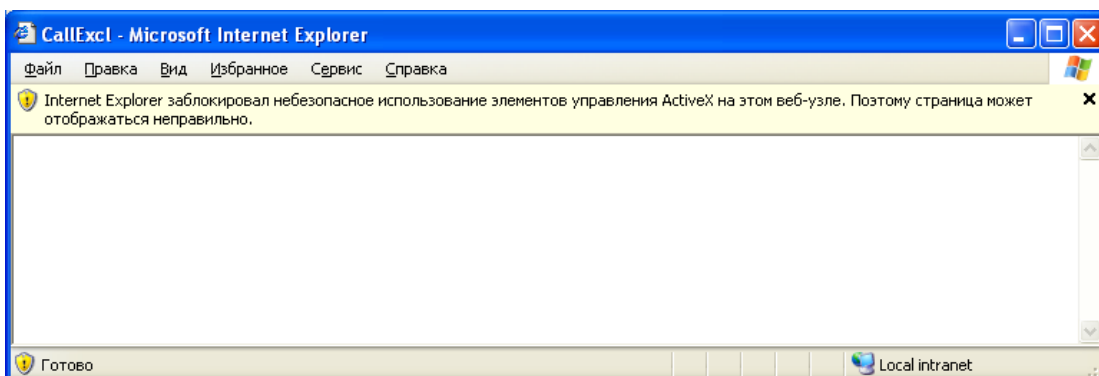 CallExcl - Microsoft Internet Explorer
Файл Правка Вид Избранное Сервис Справка
Internet Explorer заблокировал небезопасное использование элементов управления ActiveX на этом веб-узле. Поэтому страница может
отображаться неправильно.
Готово Local intranet